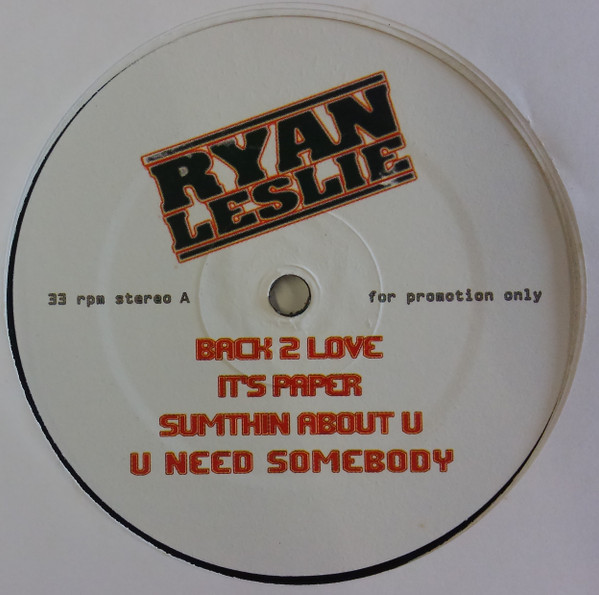 RYAN
LESLIE
33 rpm stereo A
for promotion only
BACK 2 LOVE
IT'S PAPER
SUMTHIN ABOUT U
U NEED SOMEBODY